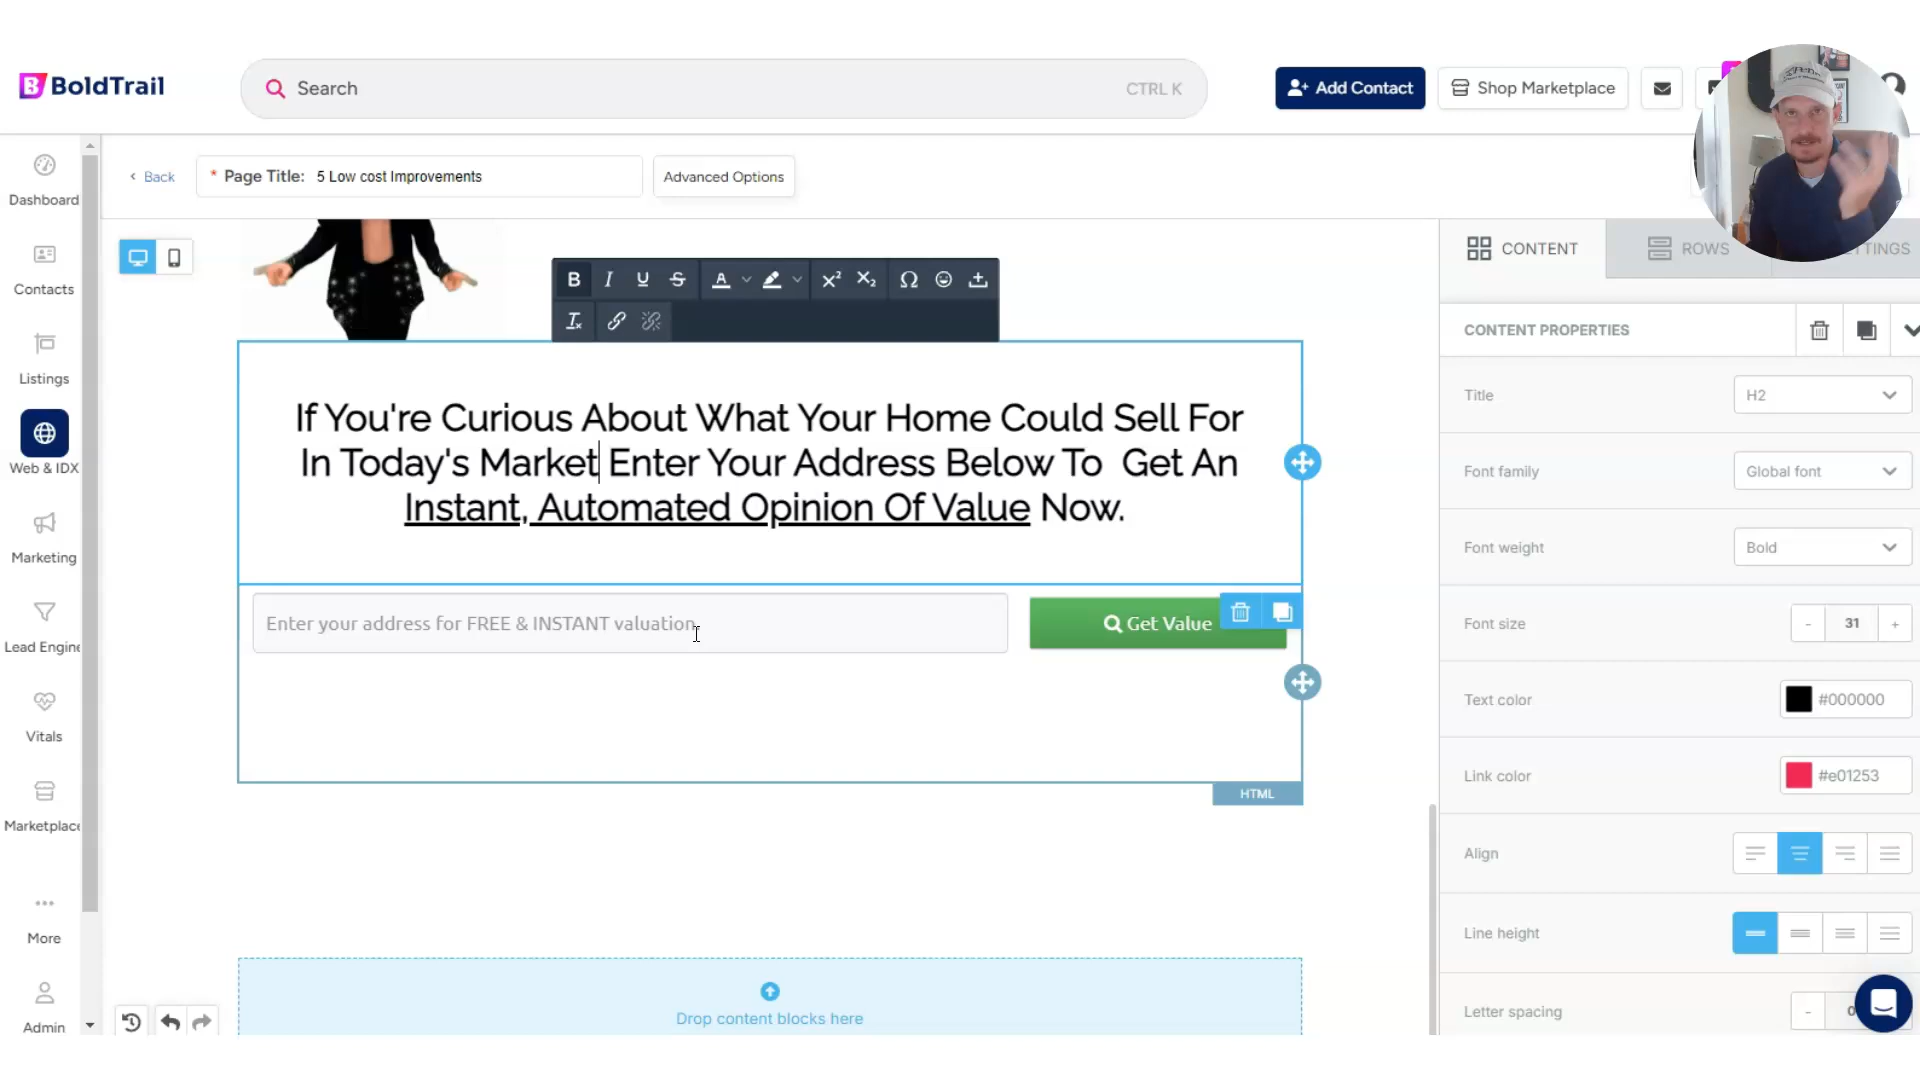 BoldTrail
Search
CTRL K
Add Contact
Shop Marketplace
Dashboard
Contacts
Listings
Web & IDX
Marketing
Lead Engine
Vitals
Marketplace
More
Admin
Back
* Page Title: 5 Low cost Improvements
Advanced Options
B I U S A X² X₂ Ω
If You're Curious About What Your Home Could Sell For
In Today's Market Enter Your Address Below To Get An
Instant, Automated Opinion Of Value Now.
Enter your address for FREE & INSTANT valuation
Get Value
HTML
Drop content blocks here
CONTENT
ROWS
TTINGS
CONTENT PROPERTIES
Title
H2
Font family
Global font
Font weight
Bold
Font size
- 31 +
Text color
#000000
Link color
#e01253
Align
Line height
Letter spacing
- 0